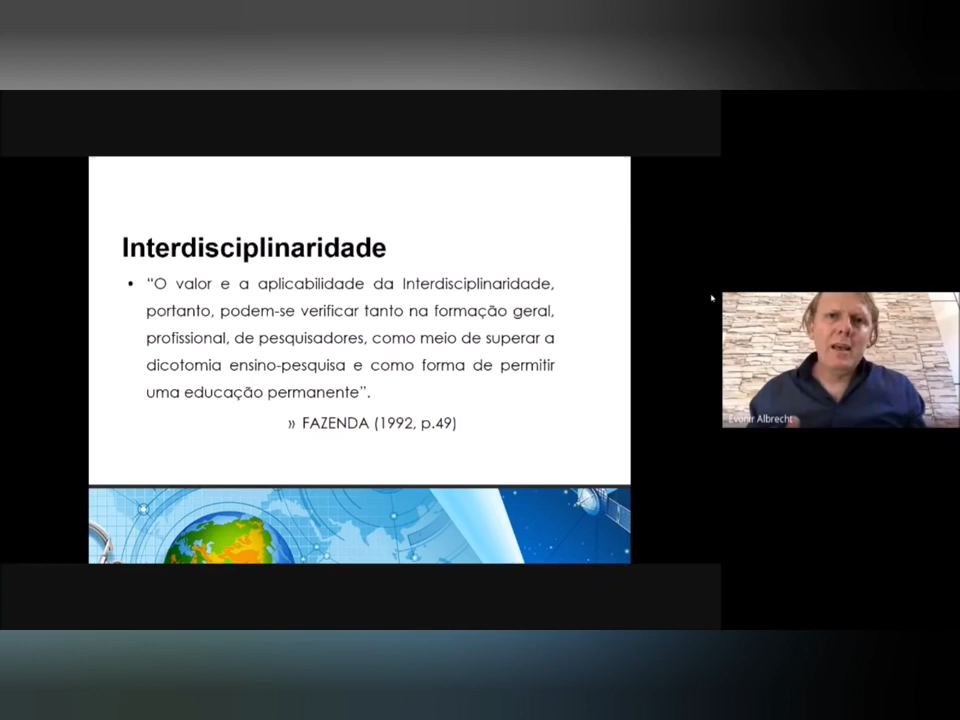 Interdisciplinaridade
• “O valor e a aplicabilidade da Interdisciplinaridade,
portanto, podem-se verificar tanto na formação geral,
profissional, de pesquisadores, como meio de superar a
dicotomia ensino-pesquisa e como forma de permitir
uma educação permanente”.
» FAZENDA (1992, p.49)
Evonir Albrecht